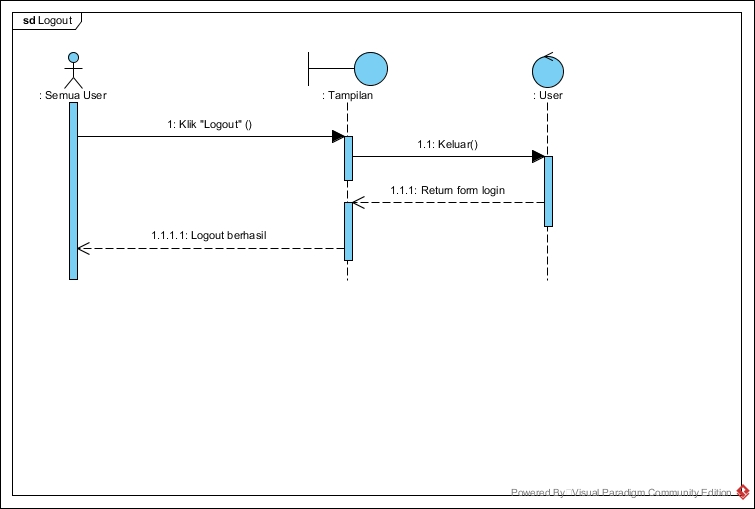 sd Logout
: Semua User
: Tampilan
: User
1: Klik "Logout" ()
1.1: Keluar()
1.1.1: Return form login
1.1.1.1: Logout berhasil
Powered By Visual Paradigm Community Edition